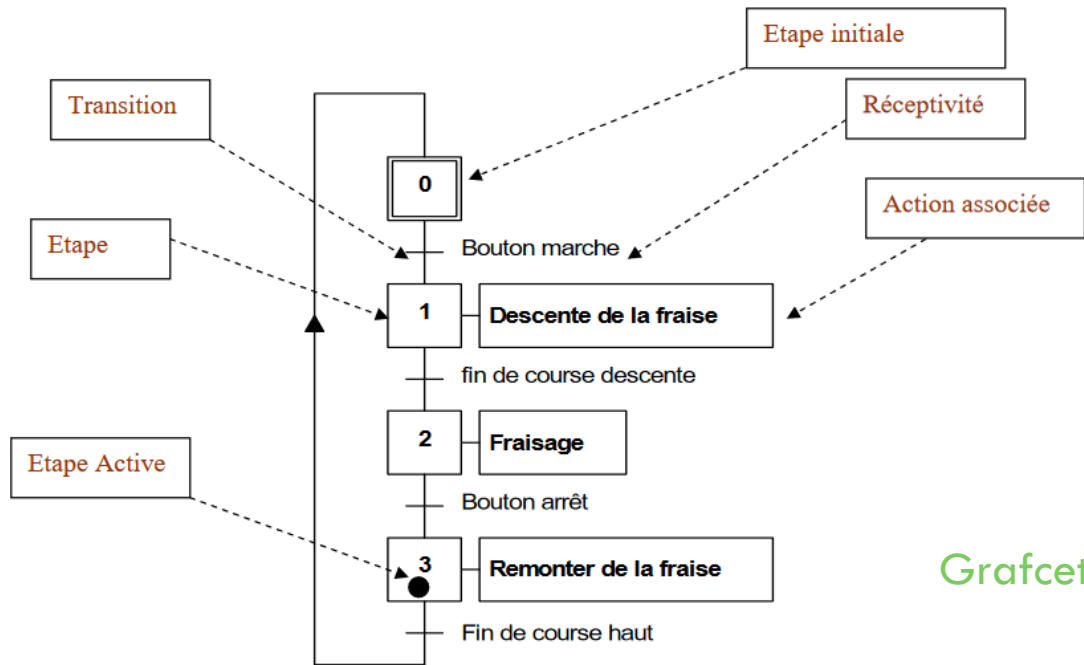 Etape initiale
Transition
Réceptivité
0
Action associée
Etape
Bouton marche
1
Descente de la fraise
fin de course descente
2
Fraisage
Etape Active
Bouton arrêt
3
Remonter de la fraise
Grafcet
Fin de course haut